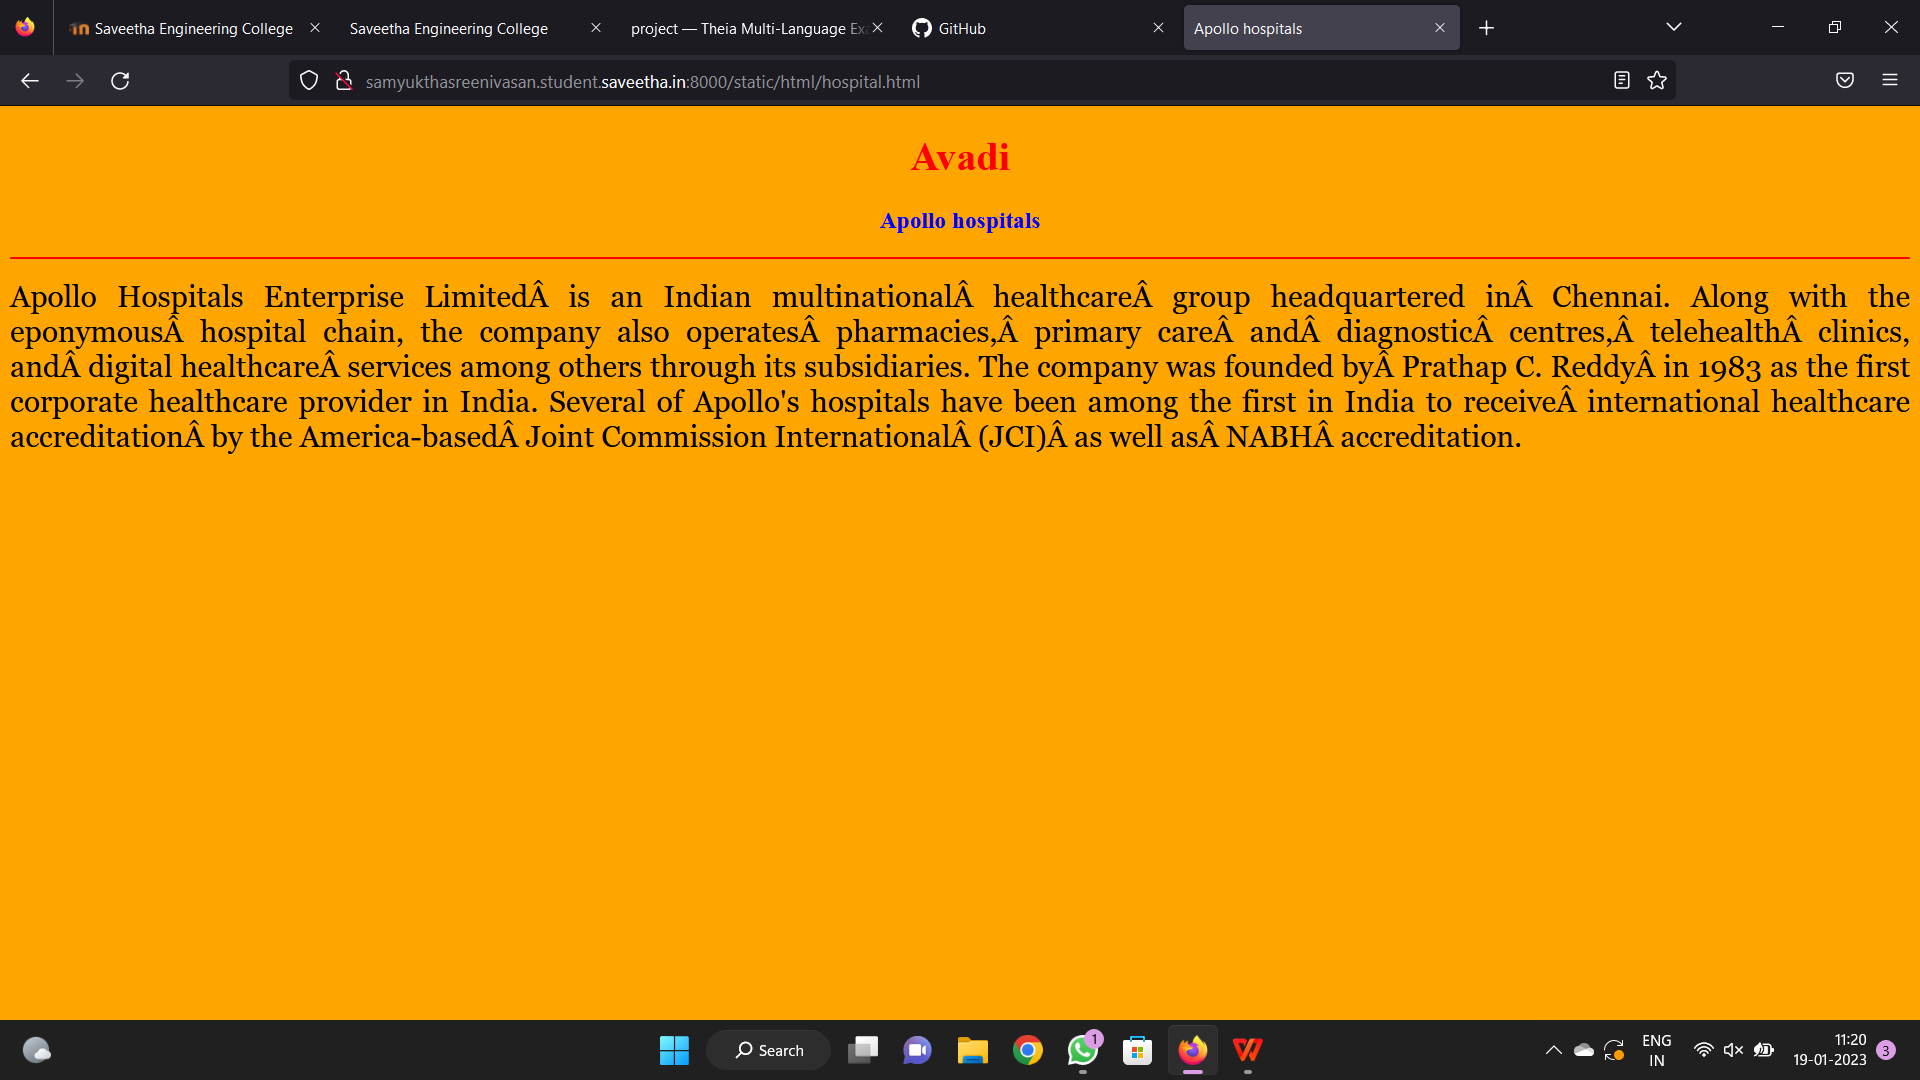 Saveetha Engineering College
Saveetha Engineering College
project — Theia Multi-Language Exa
GitHub
Apollo hospitals
samyukthasreenivasan.student.saveetha.in:8000/static/html/hospital.html
Avadi
Apollo hospitals
Apollo Hospitals Enterprise LimitedÂ is an Indian multinationalÂ healthcareÂ group headquartered inÂ Chennai. Along with the
eponymousÂ hospital chain, the company also operatesÂ pharmacies,Â primary careÂ andÂ diagnosticÂ centres,Â telehealthÂ clinics,
andÂ digital healthcareÂ services among others through its subsidiaries. The company was founded byÂ Prathap C. ReddyÂ in 1983 as the first
corporate healthcare provider in India. Several of Apollo's hospitals have been among the first in India to receiveÂ international healthcare
accreditationÂ by the America-basedÂ Joint Commission InternationalÂ (JCI)Â as well asÂ NABHÂ accreditation.
Search
1
ENG
IN
11:20
19-01-2023
3